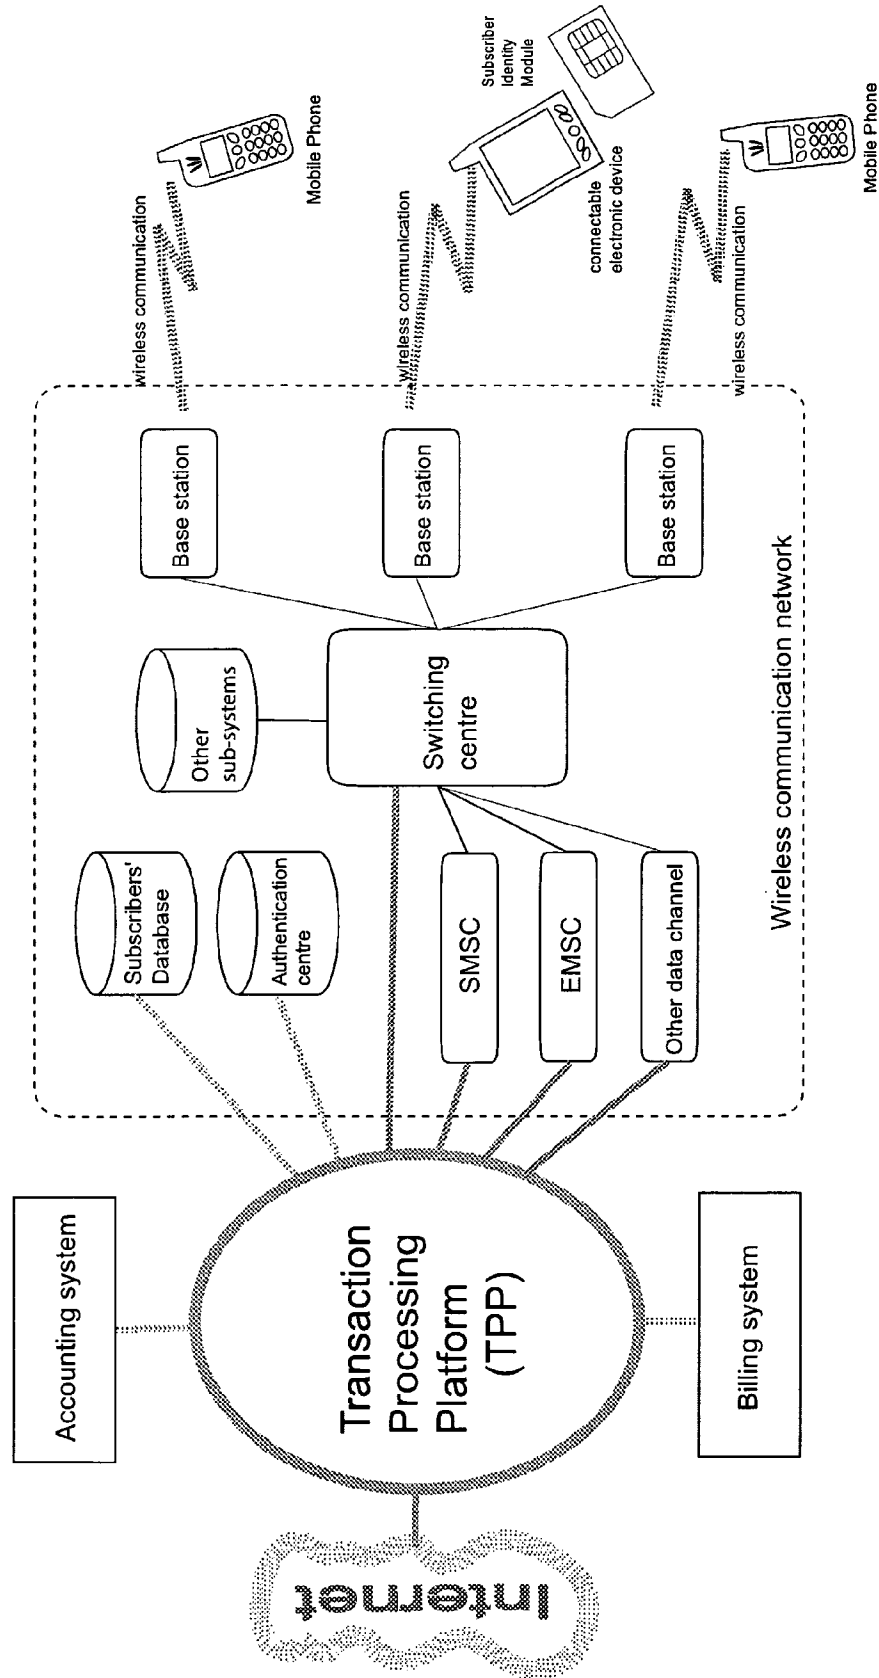 Internet
Accounting system
Transaction
Processing
Platform
(TPP)
Billing system
Subscribers'
Database
Authentication
centre
SMSC
EMSC
Other data channel
Other
sub-systems
Switching
centre
Base station
Base station
Base station
Wireless communication network
wireless communication
wireless communication
wireless communication
Mobile Phone
Subscriber
Identity
Module
connectable
electronic device
Mobile Phone